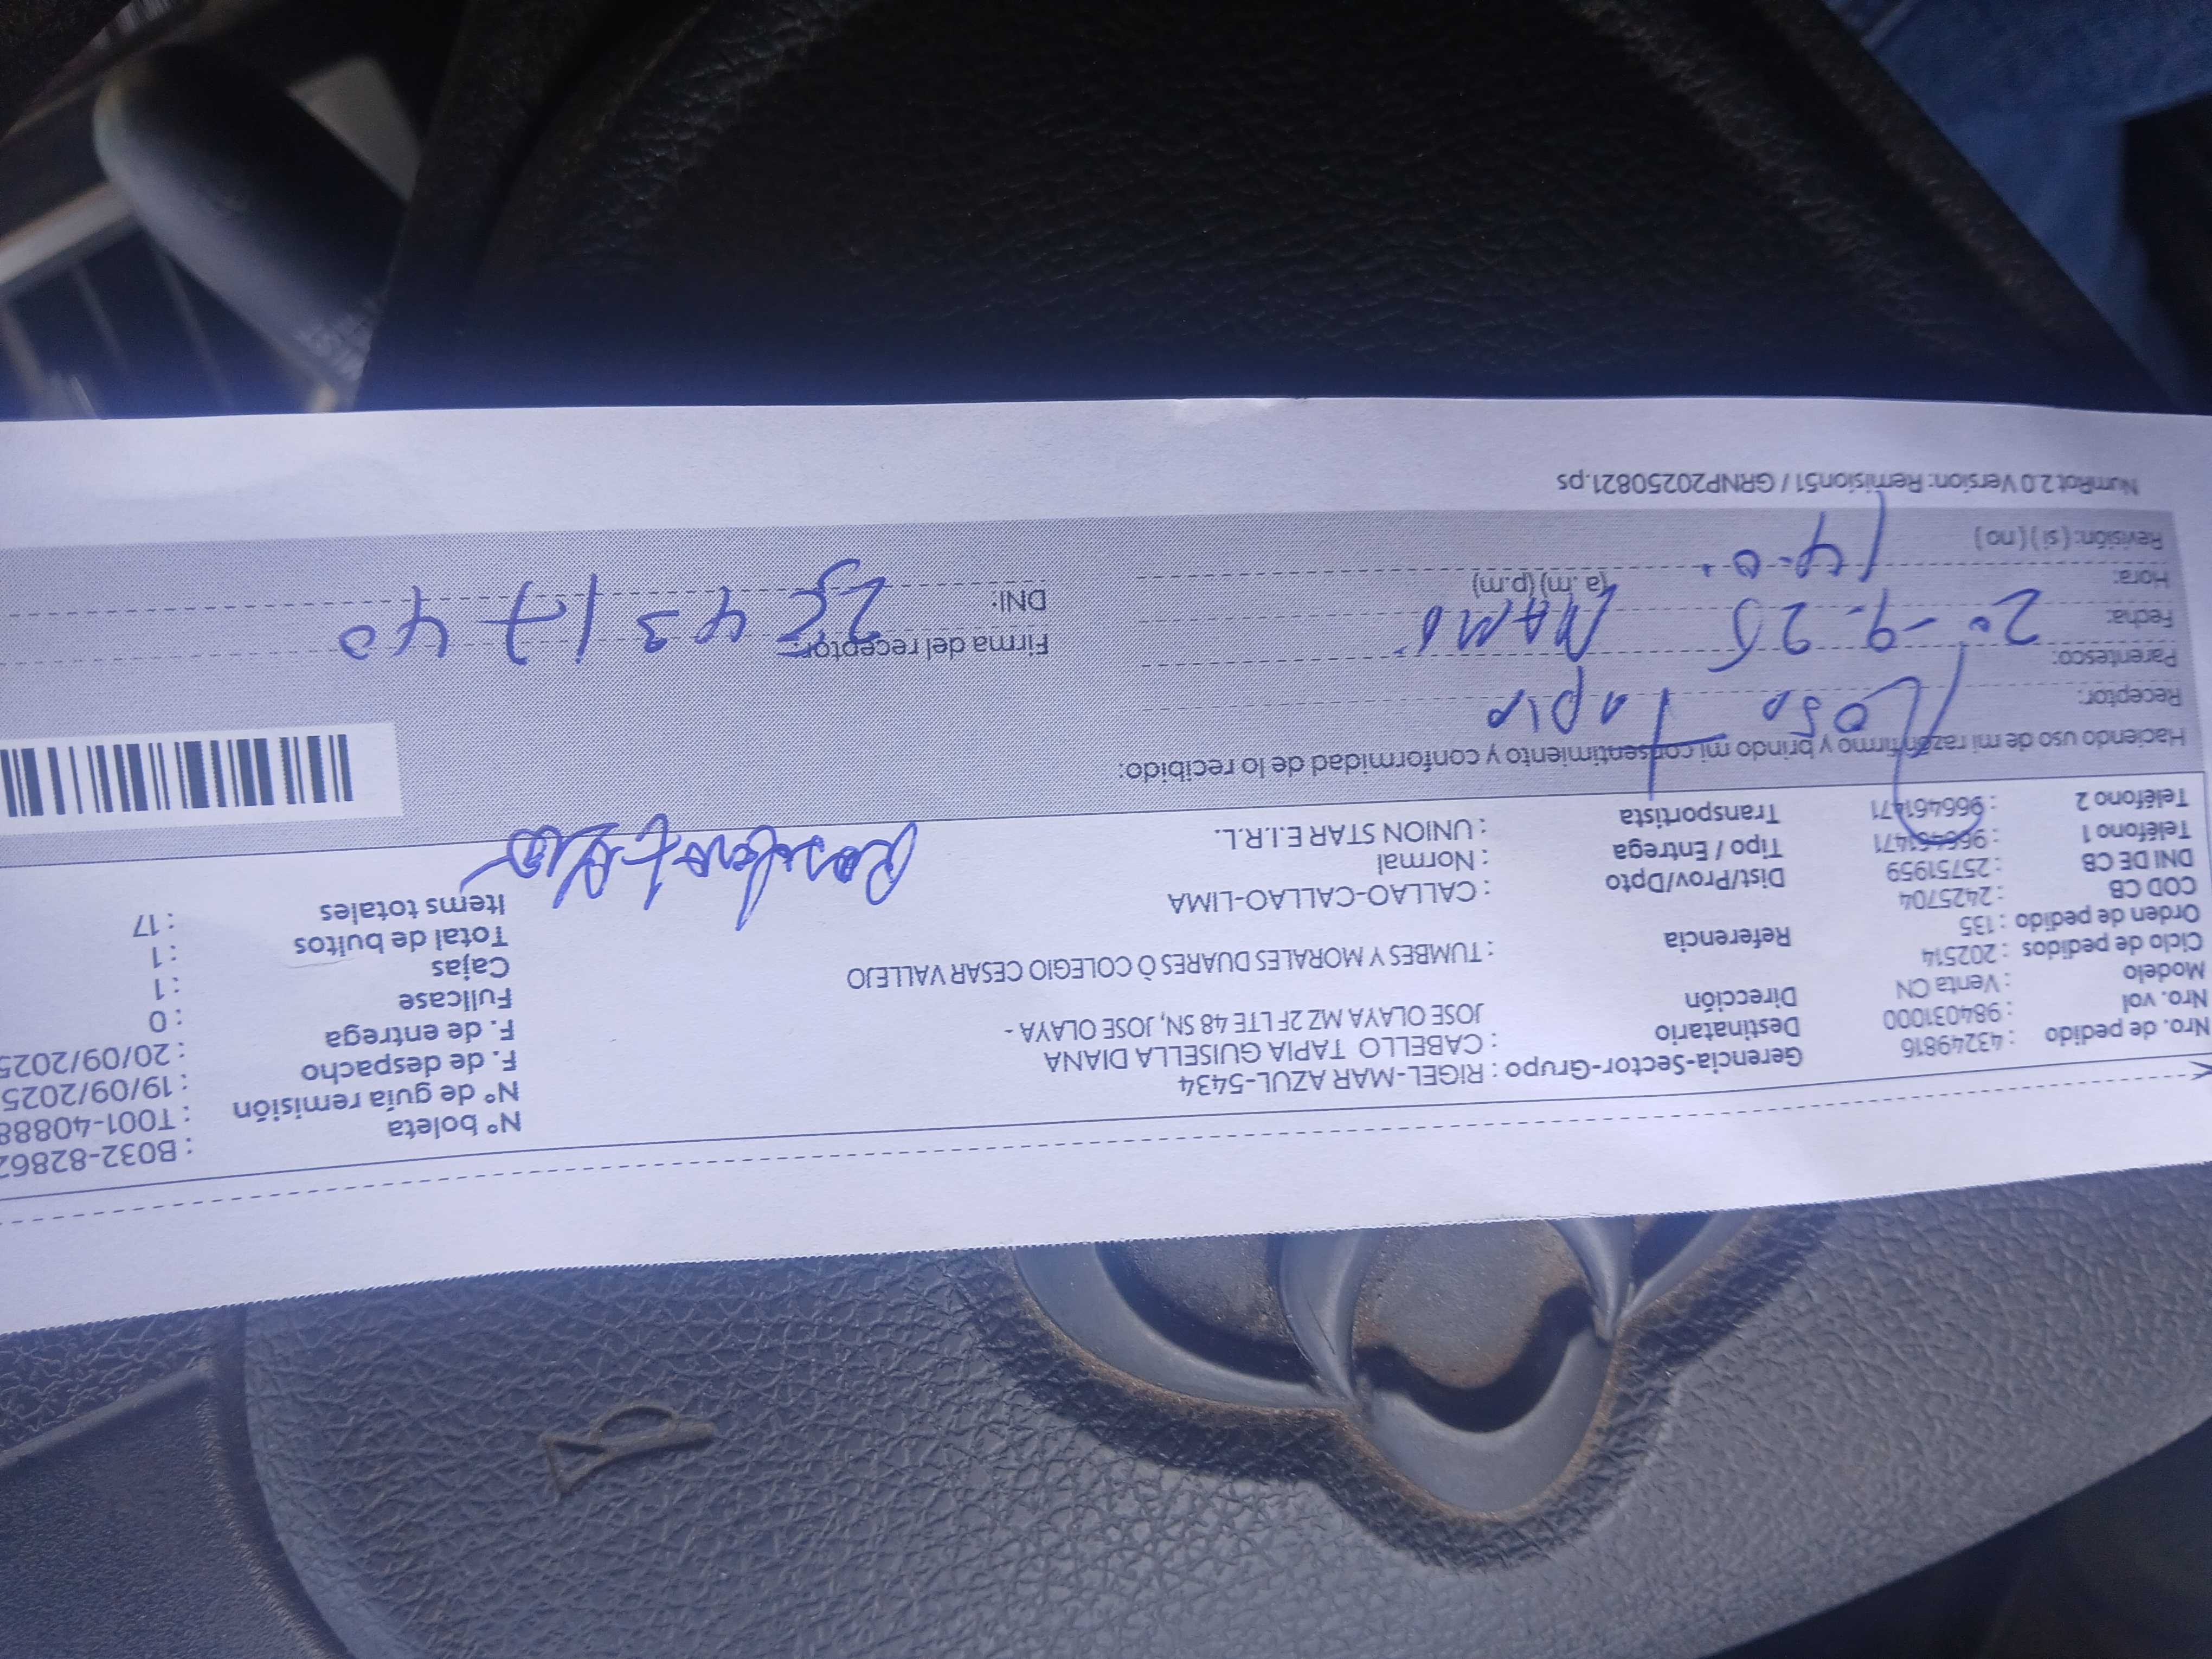 Nro. de pedido : 43249816
Nro. vol : 984031000
Modelo : Venta CN
Ciclo de pedidos : 202514
Orden de pedido : 135
COD CB : 2425704
DNI DE CB : 25751959
Teléfono 1 : 966461471
Teléfono 2 : 966461471
Gerencia-Sector-Grupo : RIGEL-MAR AZUL-5434
Destinatario : CABELLO TAPIA GUISELLA DIANA
Dirección JOSE OLAYA MZ 2F LTE 48 SN, JOSE OLAYA -
Referencia : TUMBES Y MORALES DUARES Ò COLEGIO CESAR VALLEJO
Dist/Prov/Dpto : CALLAO-CALLAO-LIMA
Tipo / Entrega : Normal
Transportista : UNION STAR E.I.R.L.
N° boleta : B032-8286
N° de guía remisión : T001-40888
F. de despacho : 19/09/2025
F. de entrega : 20/09/2025
Fullcase : 0
Cajas : 1
Total de bultos : 1
Items totales : 17
Haciendo uso de mi razón firmo y brindo mi consentimiento y conformidad de lo recibido:
Receptor: Rosa Tapia
Parentesco: MAMÁ
Fecha: 20-9-25
Hora: (a.m)(p.m)
Revisión: (si) (no)
Firma del receptor:
DNI: 25431740
NumRot 2.0 Version: Remision51 / GRNP20250821.ps